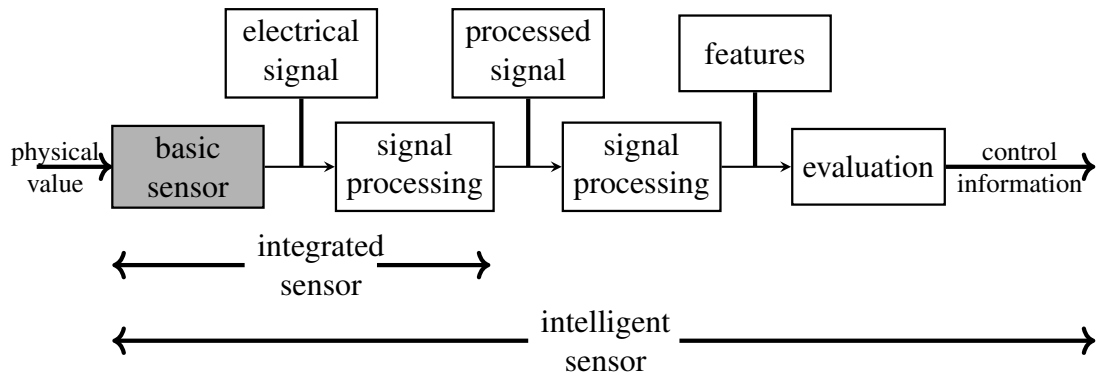 electrical
signal
processed
signal
features
physical
value
basic
sensor
signal
processing
signal
processing
evaluation
control
information
integrated
sensor
intelligent
sensor